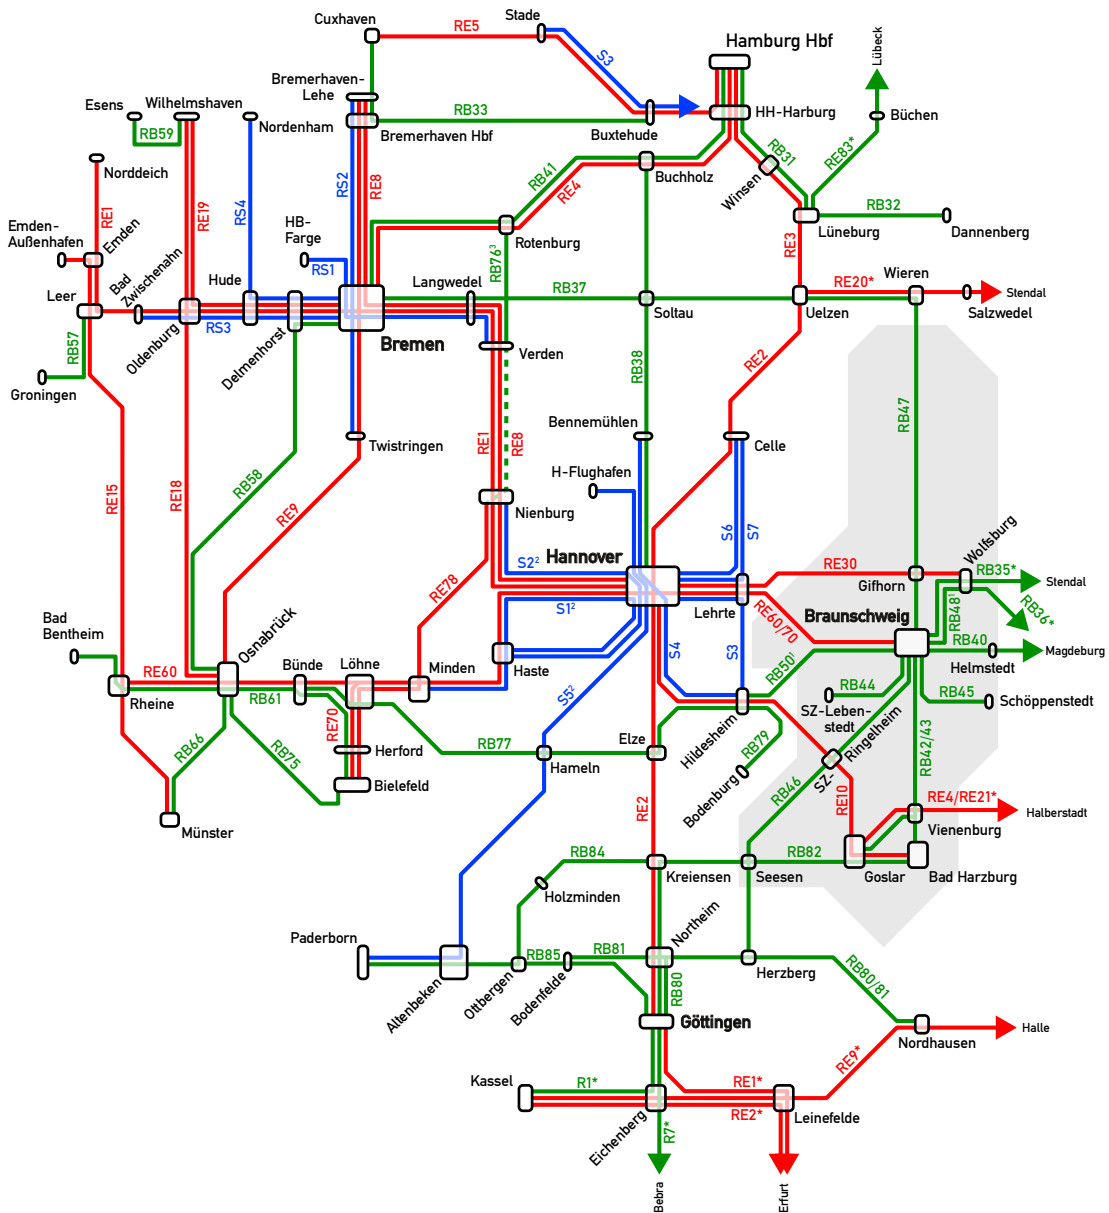 Cuxhaven
RE5
Stade
S3
Hamburg Hbf
Lübeck
Bremerhaven-
Lehe
Esens
Wilhelmshaven
RB59
Nordenham
Bremerhaven Hbf
RB33
Buxtehude
HH-Harburg
Büchen
RE83*
RB31
Norddeich
RE1
RE19
RS4
RS2
RE8
RB41
RE4
Buchholz
Winsen
RB32
Lüneburg
Dannenberg
Emden-
Außenhafen
Emden
HB-
Farge
RS1
Rotenburg
RB76³
RE3
Bad
Zwischenahn
Hude
Langwedel
RB37
RE20*
Wieren
Stendal
Leer
RS3
Oldenburg
Delmenhorst
Bremen
Soltau
Uelzen
Salzwedel
RB57
Verden
Groningen
RB38
RE2
RB47
Bennemühlen
Twistringen
RE1
RE8
Celle
H-Flughafen
RE15
RE18
RB58
RE9
Nienburg
S6
S7
Hannover
S2²
RE30
Wolfsburg
RB35*
Gifhorn
Stendal
RE78
S1²
Lehrte
RE60/70
Braunschweig
RB48¹
RB36*
Bad
Bentheim
Osnabrück
Bünde
Löhne
Minden
Haste
S4
S3
RB50¹
RB40
Magdeburg
Helmstedt
RE60
Rheine
RB61
RE70
S5²
RB44
SZ-Leben-
stedt
RB45
Schöppenstedt
RB66
RB75
Herford
RB77
Hameln
Elze
Hildesheim
RB79
SZ-
Ringelheim
RB42/43
Bielefeld
Bodenburg
RB46
RE10
RE4/RE21*
Halberstadt
Münster
RE2
Vienenburg
RB84
Kreiensen
Seesen
RB82
Goslar
Bad Harzburg
Holzminden
Northeim
Paderborn
RB85
RB81
Altenbeken
Ottbergen
Bodenfelde
RB80
Herzberg
RB80/81
Göttingen
Nordhausen
Halle
Kassel
R1*
RE1*
RE9*
RE2*
Leinefelde
Eichenberg
R7*
Bebra
Erfurt